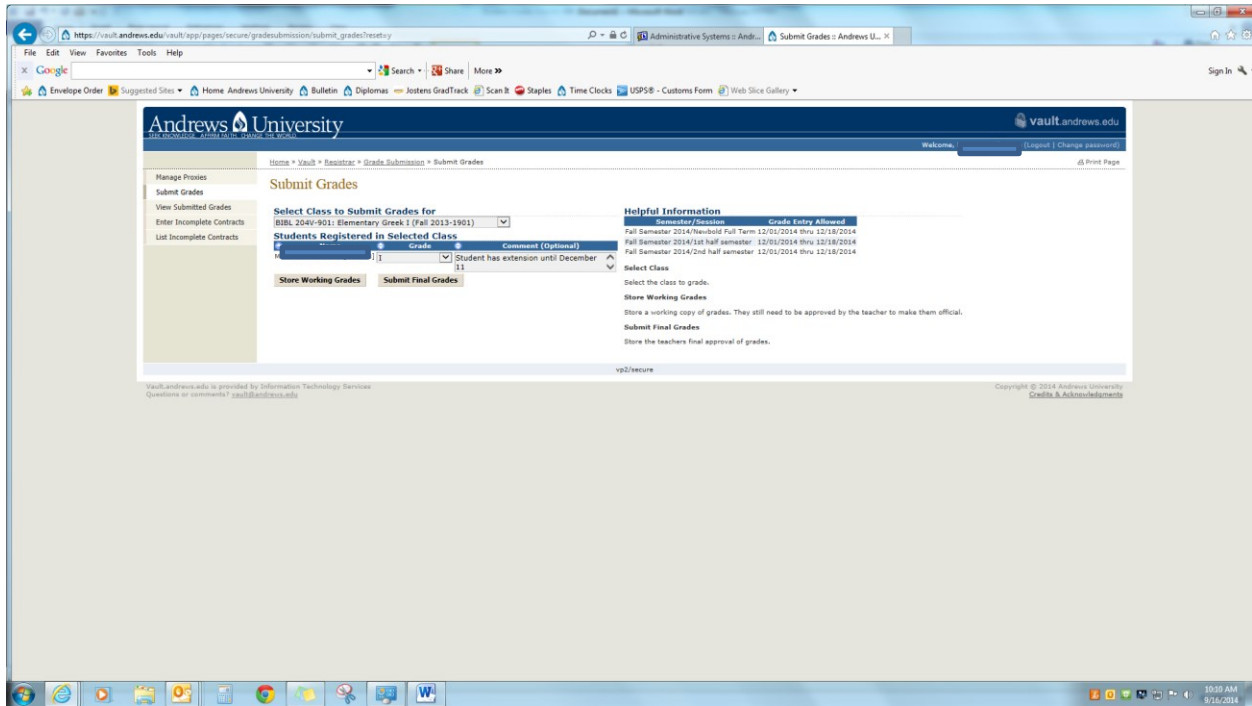 https://vault.andrews.edu/vault/app/pages/secure/gradesubmission/submit_grades?reset=y
Administrative Systems :: Andr...
Submit Grades :: Andrews U... ×
File Edit View Favorites Tools Help
x Google Search Share More »
Sign In
Envelope Order Suggested Sites Home Andrews University Bulletin Diplomas Jostens GradTrack Scan It Staples Time Clocks USPS® - Customs Form Web Slice Gallery
Andrews University
SEEK KNOWLEDGE. AFFIRM FAITH. CHANGE THE WORLD.
vault.andrews.edu
Welcome, (Logout | Change password)
Home » Vault » Registrar » Grade Submission » Submit Grades
Print Page
Manage Proxies
Submit Grades
View Submitted Grades
Enter Incomplete Contracts
List Incomplete Contracts
Submit Grades
Select Class to Submit Grades for
BIBL 204V-901: Elementary Greek I (Fall 2013-1901)
Students Registered in Selected Class
Grade Comment (Optional)
I Student has extension until December
11
Store Working Grades Submit Final Grades
Helpful Information
Semester/Session Grade Entry Allowed
Fall Semester 2014/Newbold Full Term 12/01/2014 thru 12/18/2014
Fall Semester 2014/1st half semester 12/01/2014 thru 12/18/2014
Fall Semester 2014/2nd half semester 12/01/2014 thru 12/18/2014
Select Class
Select the class to grade.
Store Working Grades
Store a working copy of grades. They still need to be approved by the teacher to make them official.
Submit Final Grades
Store the teachers final approval of grades.
vp2/secure
Vault.andrews.edu is provided by Information Technology Services
Questions or comments? vault@andrews.edu
Copyright © 2014 Andrews University
Credits & Acknowledgments
10:10 AM
9/16/2014